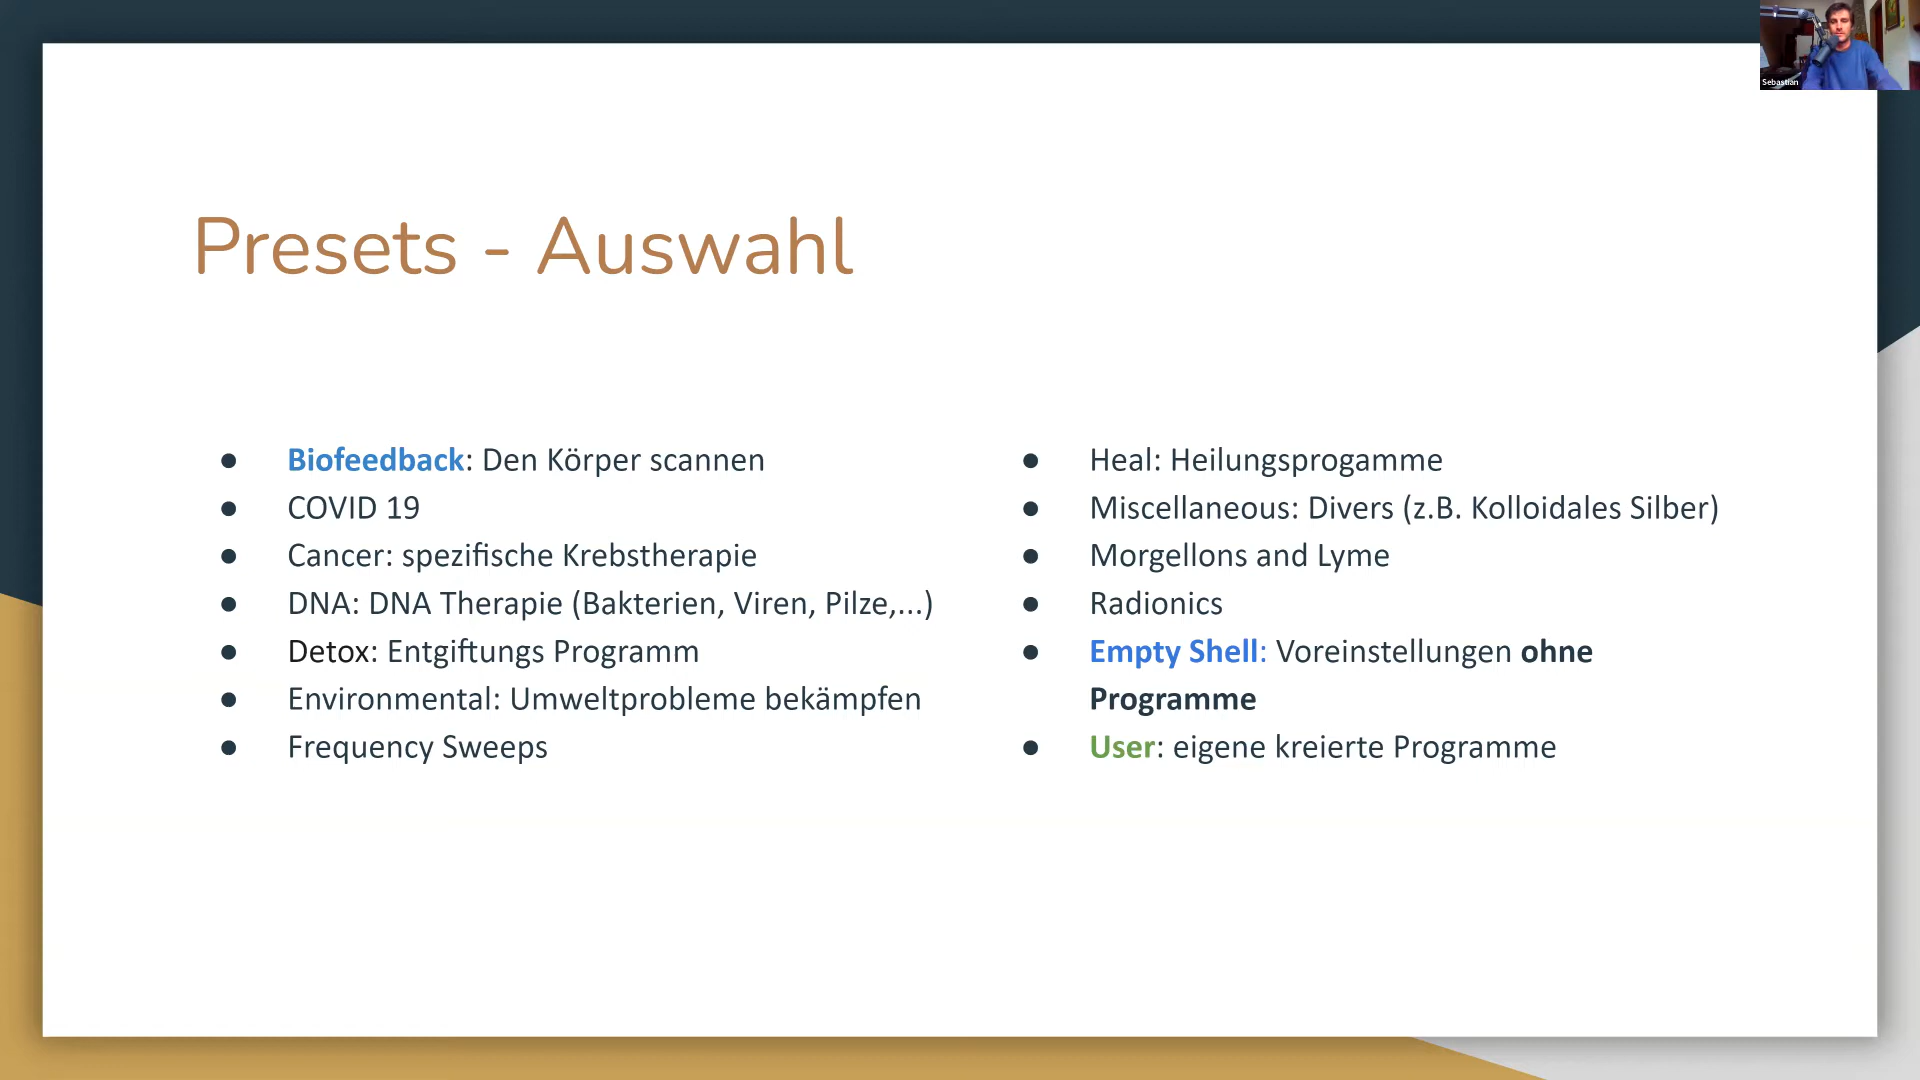 Sebastian
Presets - Auswahl
● Biofeedback: Den Körper scannen
● COVID 19
● Cancer: spezifische Krebstherapie
● DNA: DNA Therapie (Bakterien, Viren, Pilze,...)
● Detox: Entgiftungs Programm
● Environmental: Umweltprobleme bekämpfen
● Frequency Sweeps
● Heal: Heilungsprogamme
● Miscellaneous: Divers (z.B. Kolloidales Silber)
● Morgellons and Lyme
● Radionics
● Empty Shell: Voreinstellungen ohne
Programme
● User: eigene kreierte Programme